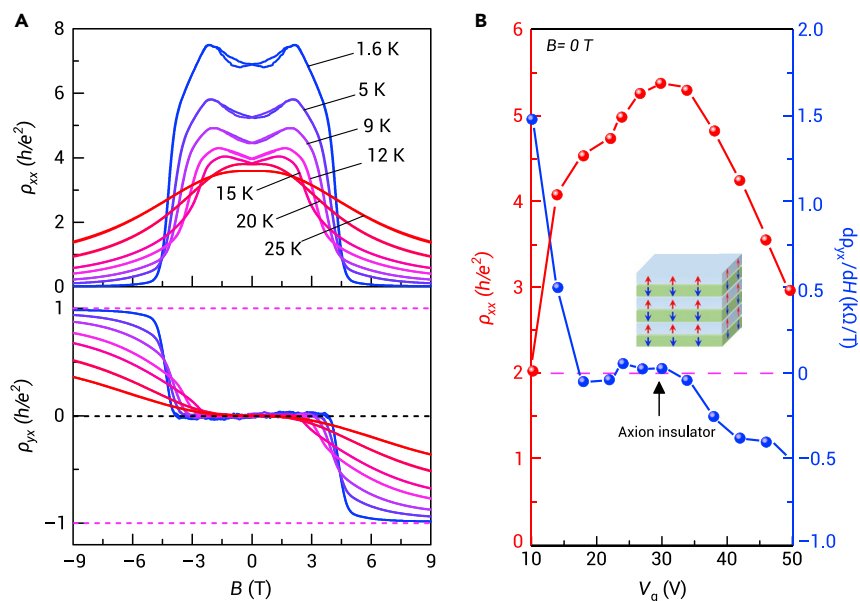 A
8
6
4
2
0
ρxx (h/e²)
1.6 K
5 K
9 K
12 K
15 K
20 K
25 K
1
0
−1
ρyx (h/e²)
−9
−6
−3
0
3
6
9
B (T)
B
B= 0 T
6
5
4
3
2
1
0
ρxx (h/e²)
2.0
1.5
1.0
0.5
0
−0.5
−1.0
dρyx/dH (kΩ/T)
Axion insulator
10
20
30
40
50
Vg (V)